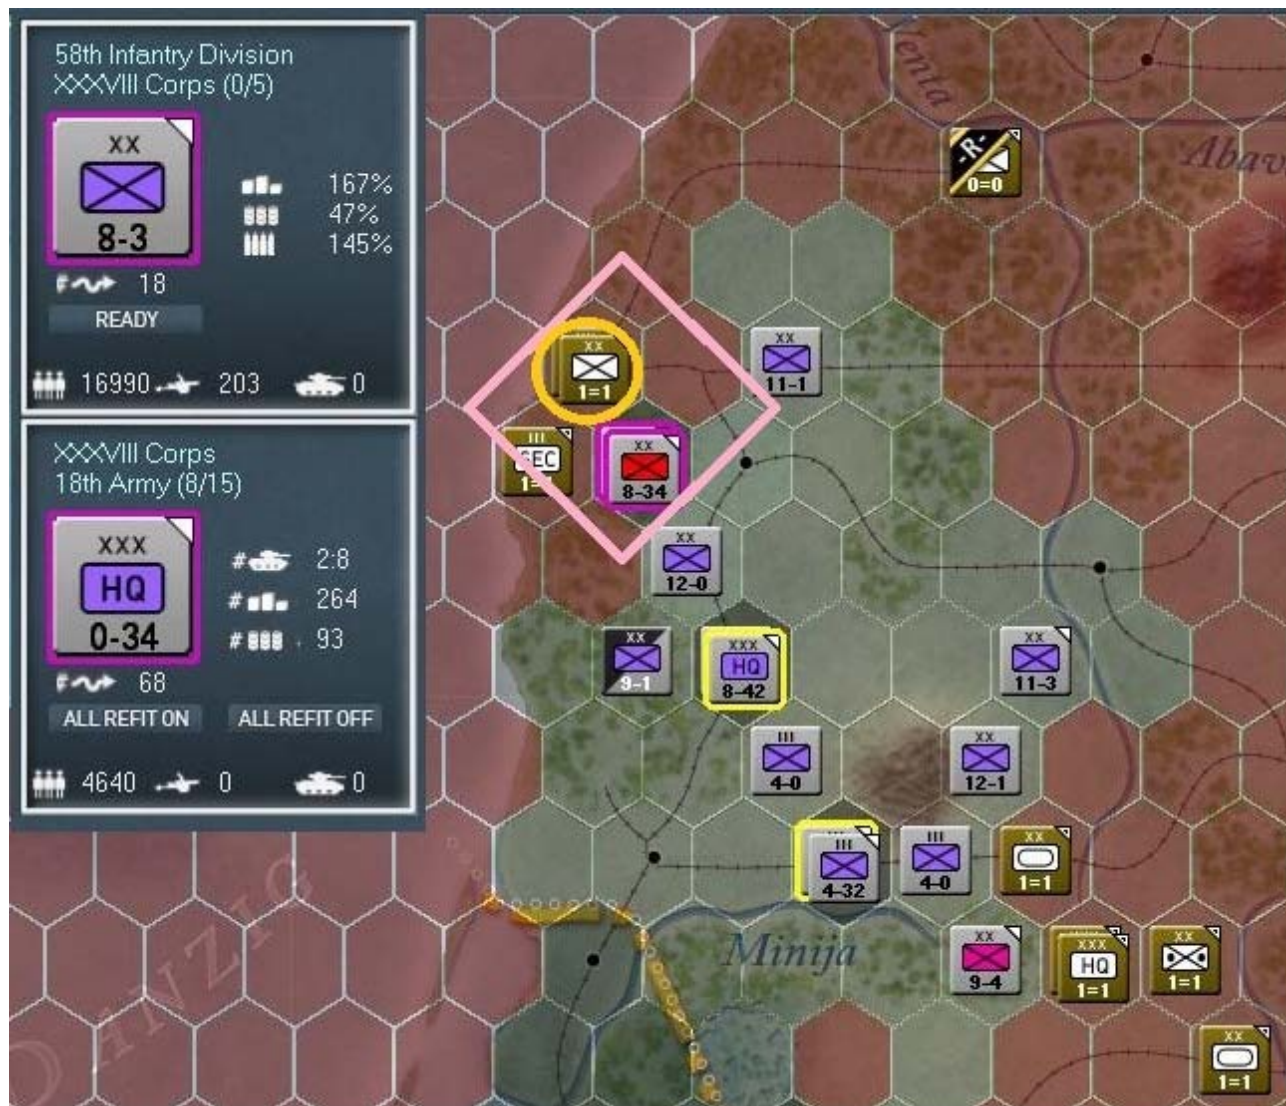 58th Infantry Division
XXXVIII Corps (0/5)
XX
8-3
167%
47%
145%
18
READY
16990 203 0
XXXVIII Corps
18th Army (8/15)
XXX
HQ
0-34
# 2:8
# 264
# 93
68
ALL REFIT ON ALL REFIT OFF
4640 0 0
Venta
-R-
0=0
Abav
XX
1=1
XX
11-1
III
SEC
XX
8-34
XX
12-0
XX
9-1
XXX
HQ
8-42
XX
11-3
III
4-0
XX
12-1
III
4-32
III
4-0
XX
1=1
Minija
XX
9-4
XXX
HQ
1=1
XX
1=1
XX
1=1
DANZIG